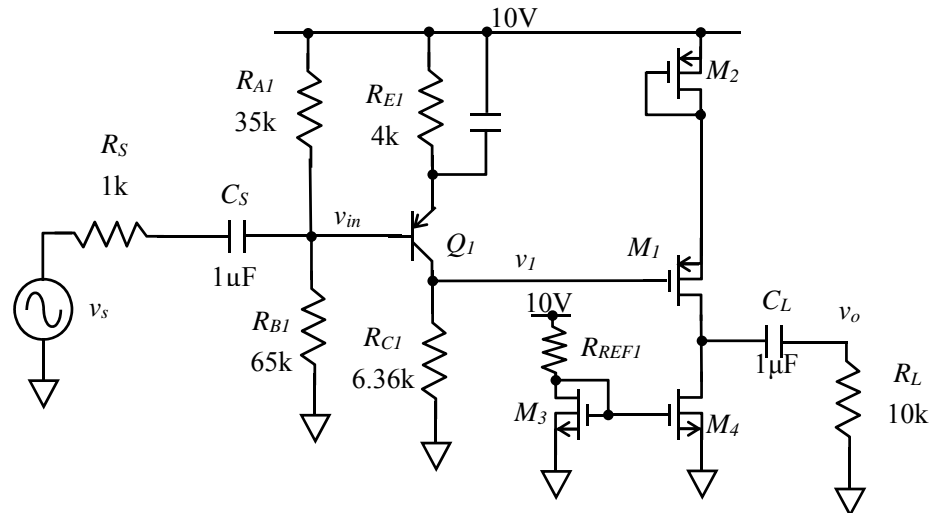 10V
R_A1
35k
R_E1
4k
M_2
R_S
1k
C_S
1uF
v_in
Q_1
v_1
M_1
v_s
R_B1
65k
R_C1
6.36k
10V
R_REF1
C_L
1μF
v_o
R_L
10k
M_3
M_4